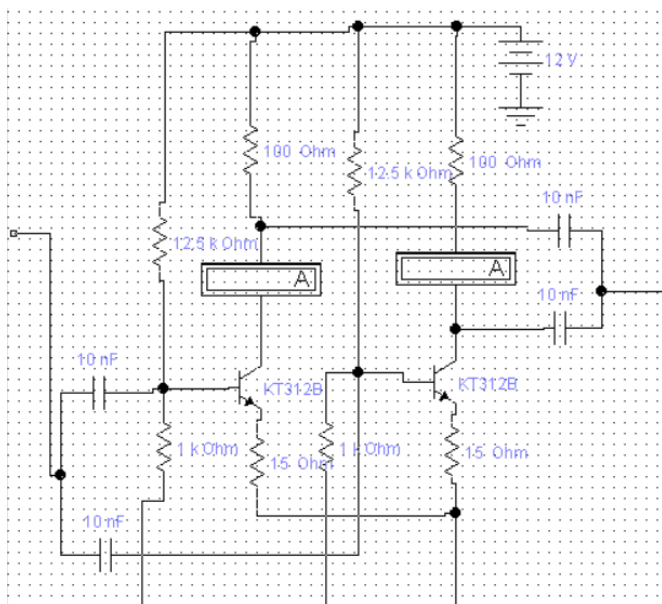 12 V
100 Ohm
12.5 k Ohm
100 Ohm
10 nF
12.5 k Ohm
A
A
10 nF
10 nF
KT312B
KT312B
1 k Ohm
15 Ohm
1 k Ohm
15 Ohm
10 nF